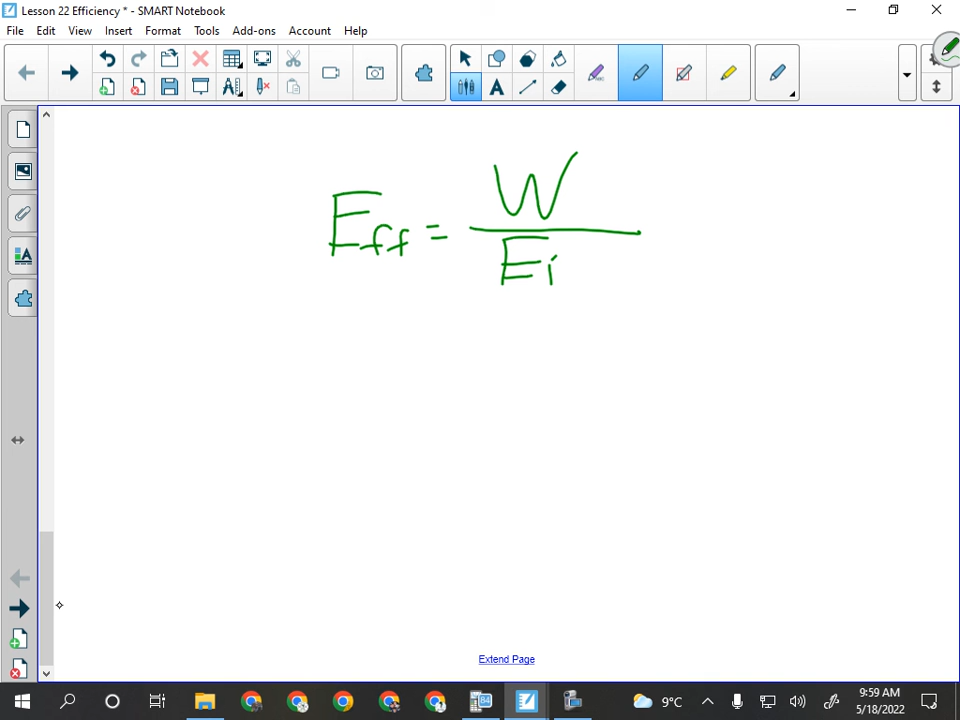 Lesson 22 Efficiency * - SMART Notebook
File Edit View Insert Format Tools Add-ons Account Help
Eff = W
Ei
Extend Page
9°C
9:59 AM
5/18/2022